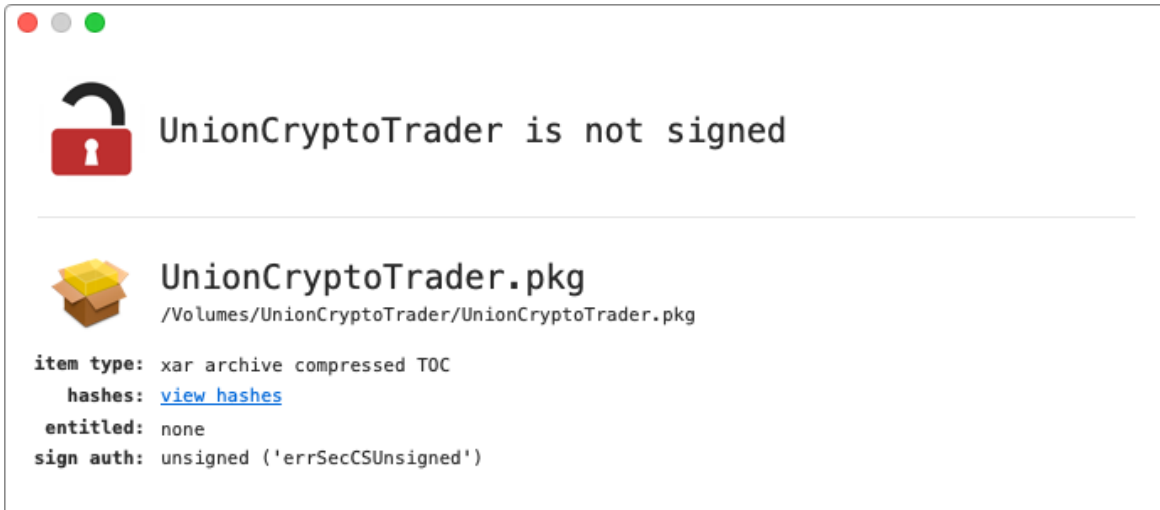 UnionCryptoTrader is not signed
UnionCryptoTrader.pkg
/Volumes/UnionCryptoTrader/UnionCryptoTrader.pkg
item type: xar archive compressed TOC
hashes: view hashes
entitled: none
sign auth: unsigned ('errSecCSUnsigned')